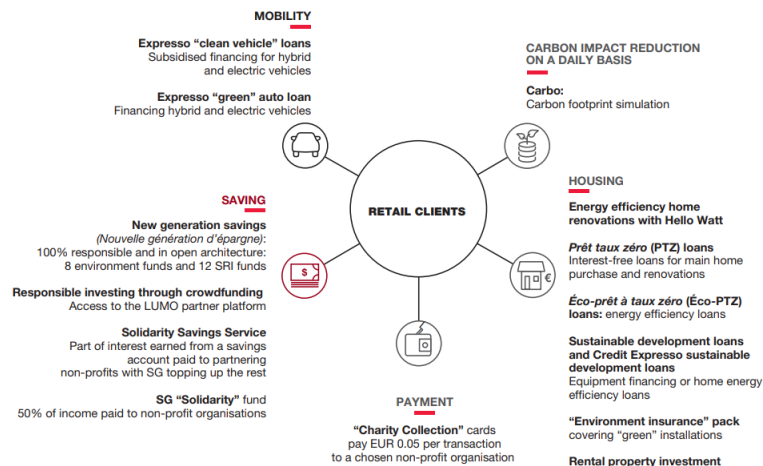 MOBILITY
Expresso “clean vehicle” loans
Subsidised financing for hybrid
and electric vehicles
Expresso “green” auto loan
Financing hybrid and electric vehicles
CARBON IMPACT REDUCTION
ON A DAILY BASIS
Carbo:
Carbon footprint simulation
RETAIL CLIENTS
SAVING
New generation savings
(Nouvelle génération d’épargne):
100% responsible and in open architecture:
8 environment funds and 12 SRI funds
Responsible investing through crowdfunding
Access to the LUMO partner platform
Solidarity Savings Service
Part of interest earned from a savings
account paid to partnering
non-profits with SG topping up the rest
SG “Solidarity” fund
50% of income paid to non-profit organisations
$
€
HOUSING
Energy efficiency home
renovations with Hello Watt
Prêt taux zéro (PTZ) loans
Interest-free loans for main home
purchase and renovations
Éco-prêt à taux zéro (Éco-PTZ)
loans: energy efficiency loans
Sustainable development loans
and Credit Expresso sustainable
development loans
Equipment financing or home energy
efficiency loans
“Environment insurance” pack
covering “green” installations
Rental property investment
PAYMENT
“Charity Collection” cards
pay EUR 0.05 per transaction
to a chosen non-profit organisation